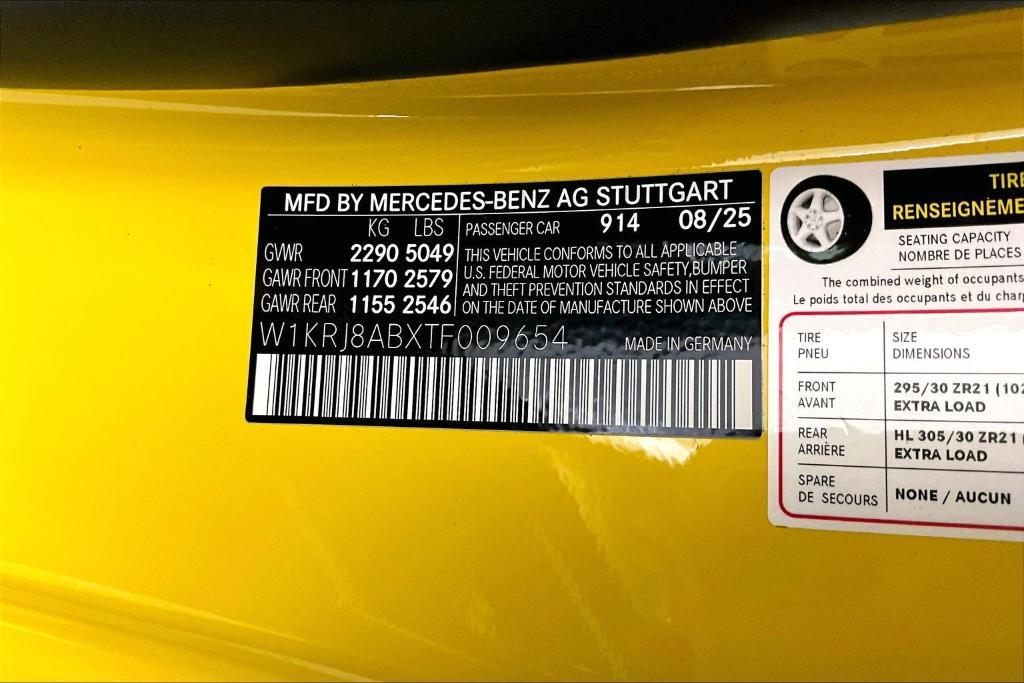 MFD BY MERCEDES-BENZ AG STUTTGART
KG LBS
GVWR 2290 5049
GAWR FRONT 1170 2579
GAWR REAR 1155 2546
PASSENGER CAR 914 08/25
THIS VEHICLE CONFORMS TO ALL APPLICABLE
U.S. FEDERAL MOTOR VEHICLE SAFETY,BUMPER
AND THEFT PREVENTION STANDARDS IN EFFECT
ON THE DATE OF MANUFACTURE SHOWN ABOVE
W1KRJ8ABXTF009654
MADE IN GERMANY
TIRE
RENSEIGNEME
SEATING CAPACITY
NOMBRE DE PLACES
The combined weight of occupants
Le poids total des occupants et du char
TIRE SIZE
PNEU DIMENSIONS
FRONT 295/30 ZR21 (102
AVANT EXTRA LOAD
REAR HL 305/30 ZR21 (
ARRIÈRE EXTRA LOAD
SPARE
DE SECOURS NONE / AUCUN